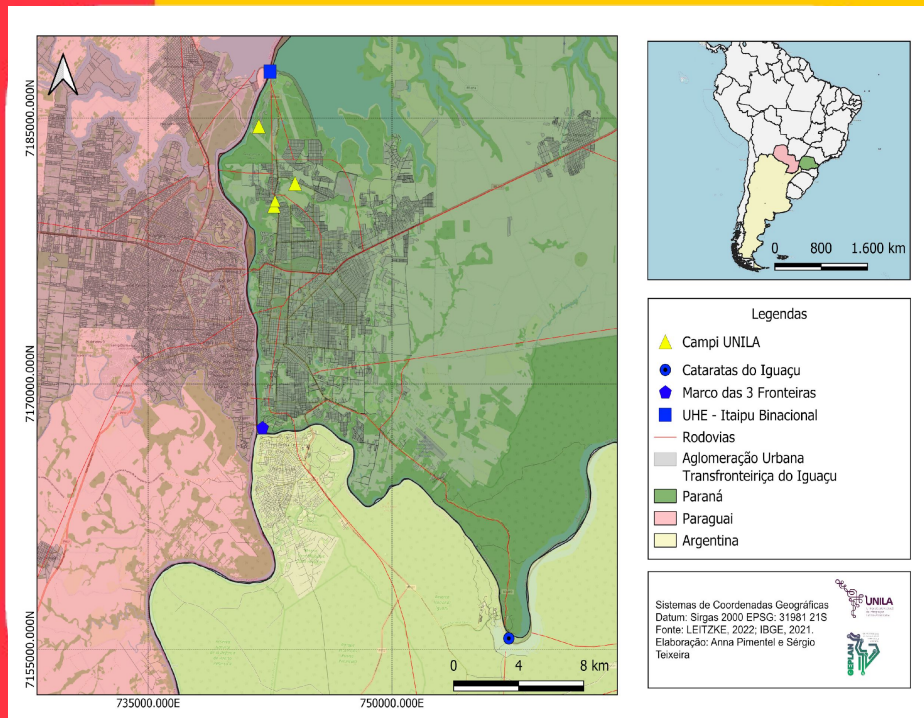 7185000.000N
7170000.000N
7155000.000N
735000.000E
750000.000E
0 4 8 km
0 800 1.600 km
Legendas
Campi UNILA
Cataratas do Iguaçu
Marco das 3 Fronteiras
UHE - Itaipu Binacional
Rodovias
Aglomeração Urbana
Transfronteiriça do Iguaçu
Paraná
Paraguai
Argentina
Sistemas de Coordenadas Geográficas
Datum: Sirgas 2000 EPSG: 31981 21S
Fonte: LEITZKE, 2022; IBGE, 2021.
Elaboração: Anna Pimentel e Sérgio
Teixeira
UNILA
GEPLAN